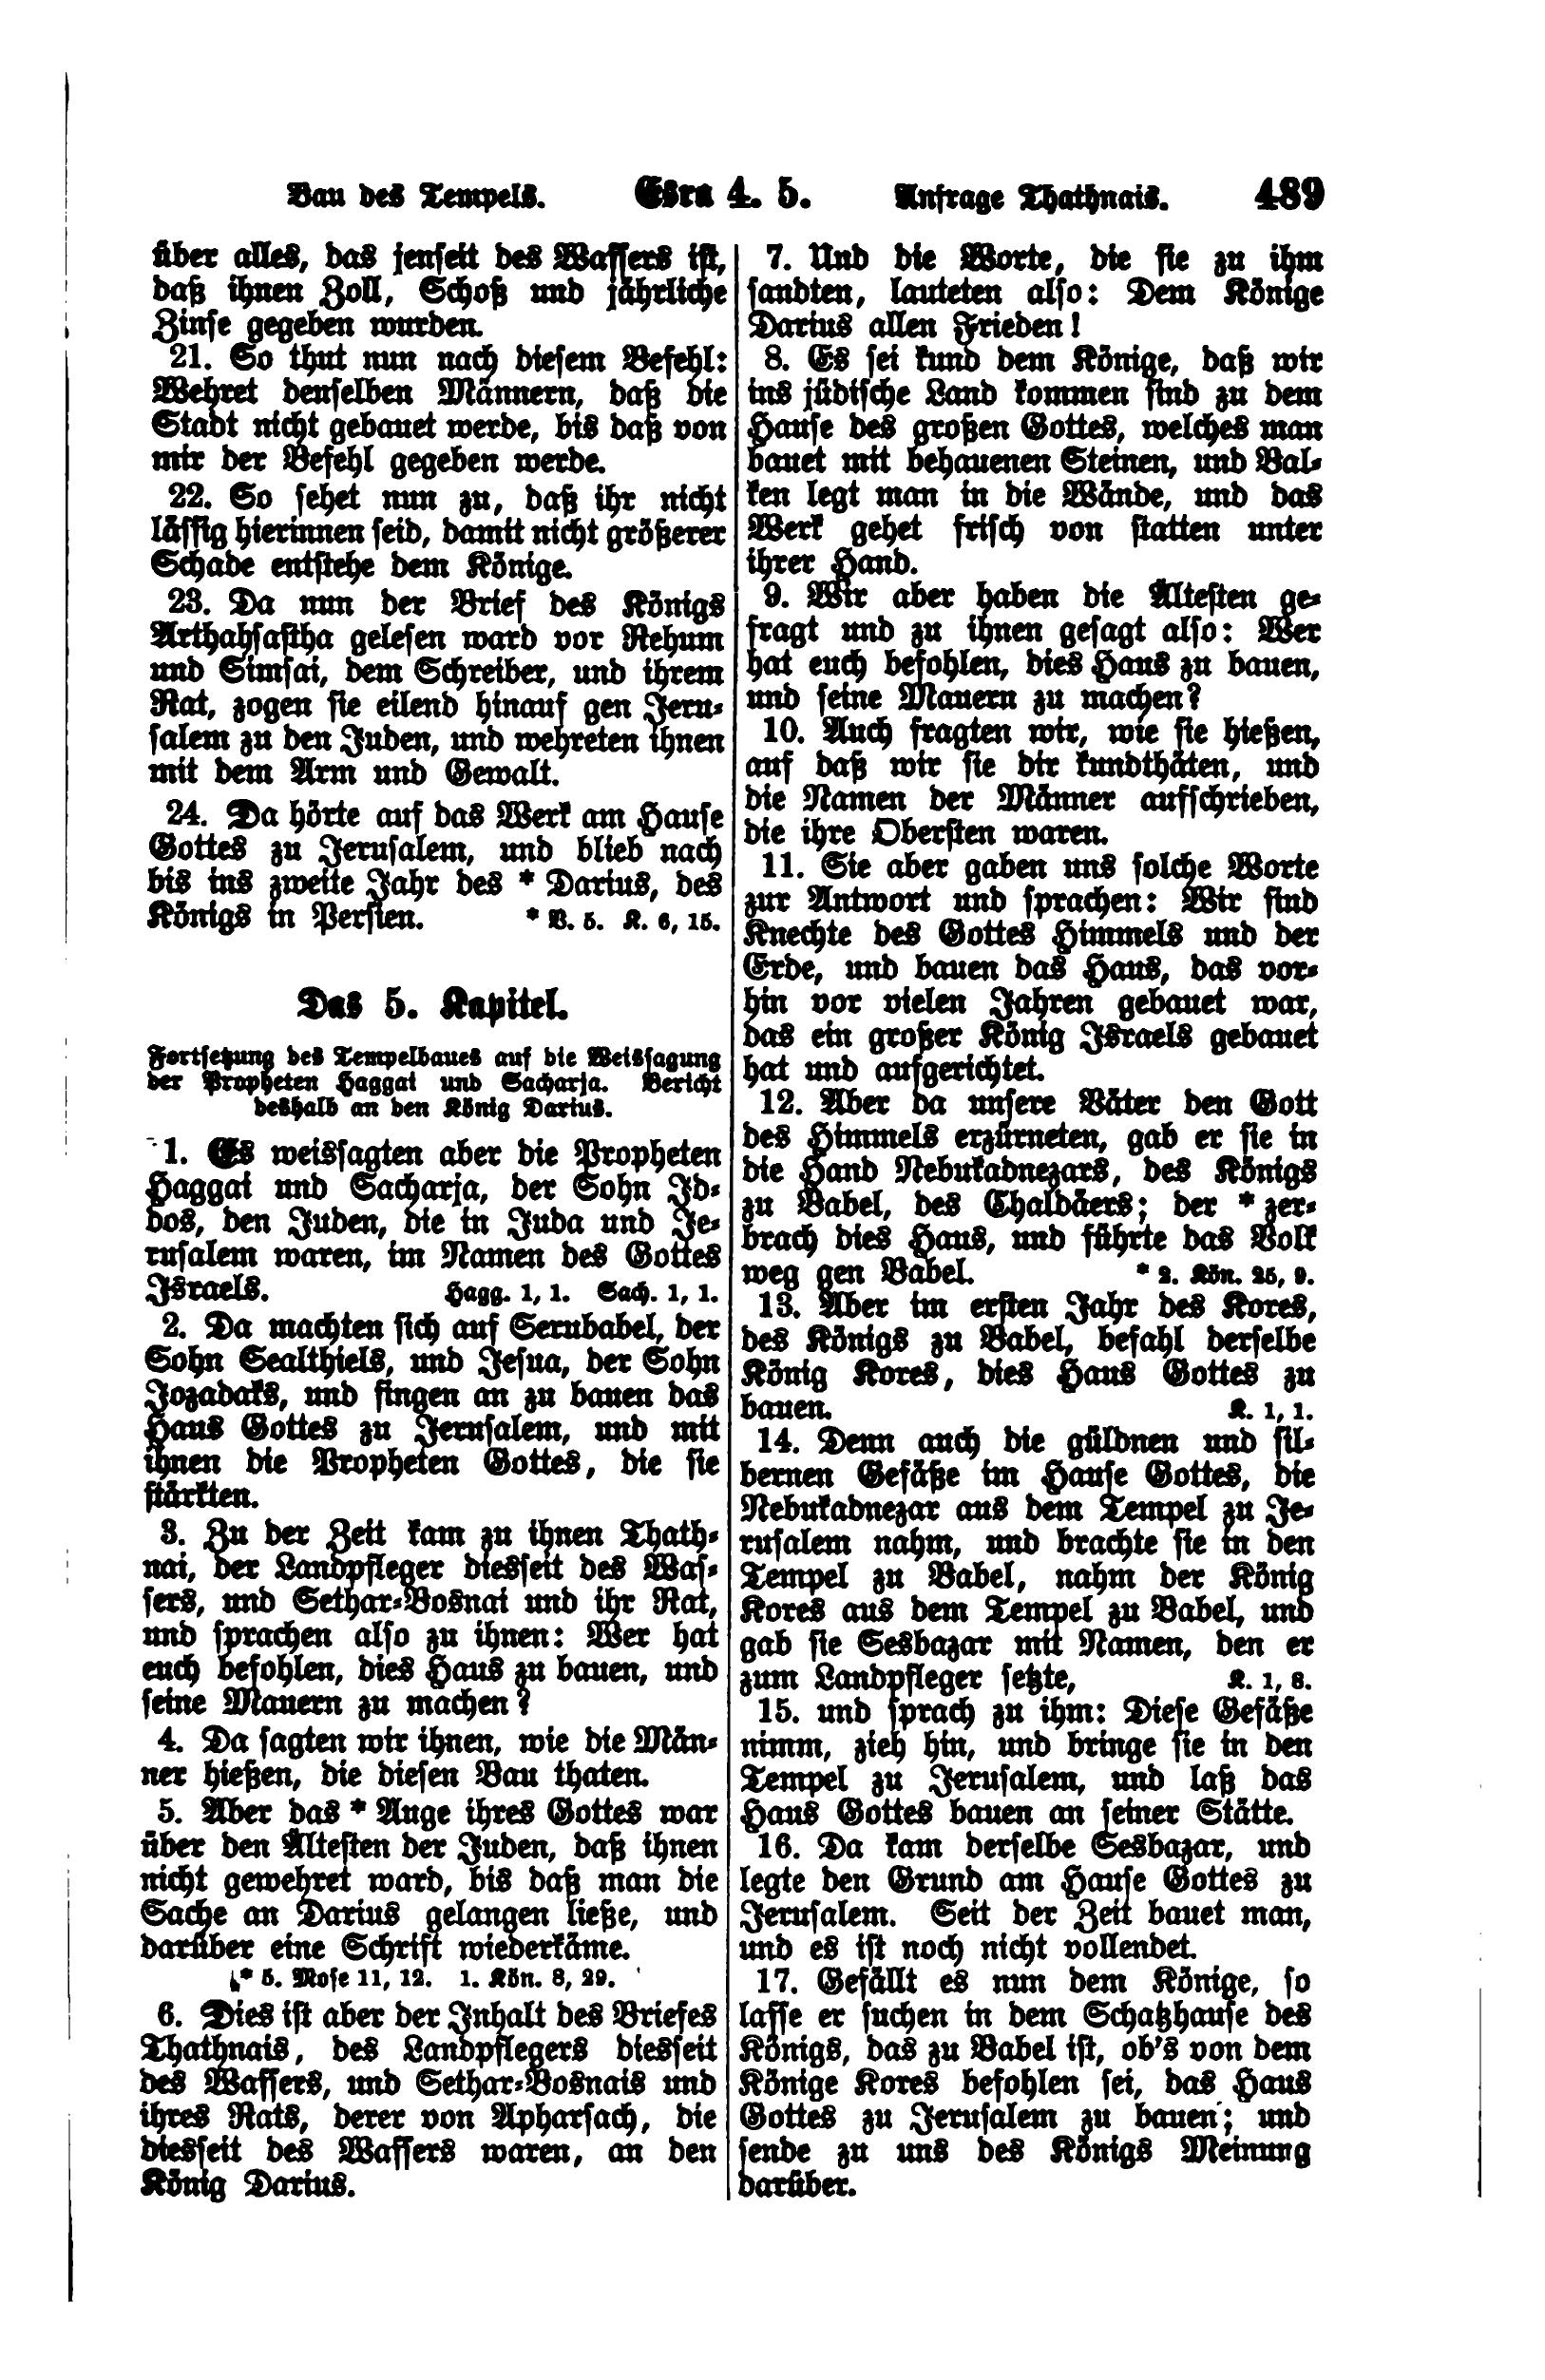 Bau des Tempels. Esra 4. 5. Anfrage Thathnais. 489
über alles, das jenseit des Wassers ist,
daß ihnen Zoll, Schoß und jährliche
Zinse gegeben wurden.
21. So thut nun nach diesem Befehl:
Wehret denselben Männern, daß die
Stadt nicht gebauet werde, bis daß von
mir der Befehl gegeben werde.
22. So sehet nun zu, daß ihr nicht
lässig hierinnen seid, damit nicht größerer
Schade entstehe dem Könige.
23. Da nun der Brief des Königs
Arthahsastha gelesen ward vor Rehum
und Simsai, dem Schreiber, und ihrem
Rat, zogen sie eilend hinauf gen Jeru-
salem zu den Juden, und wehreten ihnen
mit dem Arm und Gewalt.
24. Da hörte auf das Werk am Hause
Gottes zu Jerusalem, und blieb nach
bis ins zweite Jahr des * Darius, des
Königs in Persien. * V. 5. K. 6, 15.
Das 5. Kapitel.
Fortsetzung des Tempelbaues auf die Weissagung
der Propheten Haggai und Sacharja. Bericht
deshalb an den König Darius.
1. Es weissagten aber die Propheten
Haggai und Sacharja, der Sohn Id-
dos, den Juden, die in Juda und Je-
rusalem waren, im Namen des Gottes
Israels. Hagg. 1, 1. Sach. 1, 1.
2. Da machten sich auf Serubabel, der
Sohn Sealthiels, und Jesua, der Sohn
Jozadaks, und fingen an zu bauen das
Haus Gottes zu Jerusalem, und mit
ihnen die Propheten Gottes, die sie
stärkten.
3. Zu der Zeit kam zu ihnen Thath-
nai, der Landpfleger diesseit des Was-
sers, und Sethar-Bosnai und ihr Rat,
und sprachen also zu ihnen: Wer hat
euch befohlen, dies Haus zu bauen, und
seine Mauern zu machen?
4. Da sagten wir ihnen, wie die Män-
ner hießen, die diesen Bau thaten.
5. Aber das * Auge ihres Gottes war
über den Ältesten der Juden, daß ihnen
nicht gewehret ward, bis daß man die
Sache an Darius gelangen ließe, und
darüber eine Schrift wiederkäme.
* 5. Mose 11, 12. 1. Kön. 8, 29.
6. Dies ist aber der Inhalt des Briefes
Thathnais, des Landpflegers diesseit
des Wassers, und Sethar-Bosnais und
ihres Rats, derer von Apharsach, die
diesseit des Wassers waren, an den
König Darius.
7. Und die Worte, die sie zu ihm
sandten, lauteten also: Dem Könige
Darius allen Frieden!
8. Es sei kund dem Könige, daß wir
ins jüdische Land kommen sind zu dem
Hause des großen Gottes, welches man
bauet mit behauenen Steinen, und Bal-
ken legt man in die Wände, und das
Werk gehet frisch von statten unter
ihrer Hand.
9. Wir aber haben die Ältesten ge-
fragt und zu ihnen gesagt also: Wer
hat euch befohlen, dies Haus zu bauen,
und seine Mauern zu machen?
10. Auch fragten wir, wie sie hießen,
auf daß wir sie dir kundthäten, und
die Namen der Männer aufschrieben,
die ihre Obersten waren.
11. Sie aber gaben uns solche Worte
zur Antwort und sprachen: Wir sind
Knechte des Gottes Himmels und der
Erde, und bauen das Haus, das vor-
hin vor vielen Jahren gebauet war,
das ein großer König Israels gebauet
hat und aufgerichtet.
12. Aber da unsere Väter den Gott
des Himmels erzürneten, gab er sie in
die Hand Nebukadnezars, des Königs
zu Babel, des Chaldäers; der * zer-
brach dies Haus, und führte das Volk
weg gen Babel. * 2. Kön. 25, 9.
13. Aber im ersten Jahr des Kores,
des Königs zu Babel, befahl derselbe
König Kores, dies Haus Gottes zu
bauen. K. 1, 1.
14. Denn auch die güldnen und sil-
bernen Gefäße im Hause Gottes, die
Nebukadnezar aus dem Tempel zu Je-
rusalem nahm, und brachte sie in den
Tempel zu Babel, nahm der König
Kores aus dem Tempel zu Babel, und
gab sie Sesbazar mit Namen, den er
zum Landpfleger setzte, K. 1, 8.
15. und sprach zu ihm: Diese Gefäße
nimm, zieh hin, und bringe sie in den
Tempel zu Jerusalem, und laß das
Haus Gottes bauen an seiner Stätte.
16. Da kam derselbe Sesbazar, und
legte den Grund am Hause Gottes zu
Jerusalem. Seit der Zeit bauet man,
und es ist noch nicht vollendet.
17. Gefällt es nun dem Könige, so
lasse er suchen in dem Schatzhause des
Königs, das zu Babel ist, ob's von dem
Könige Kores befohlen sei, das Haus
Gottes zu Jerusalem zu bauen; und
sende zu uns des Königs Meinung
darüber.